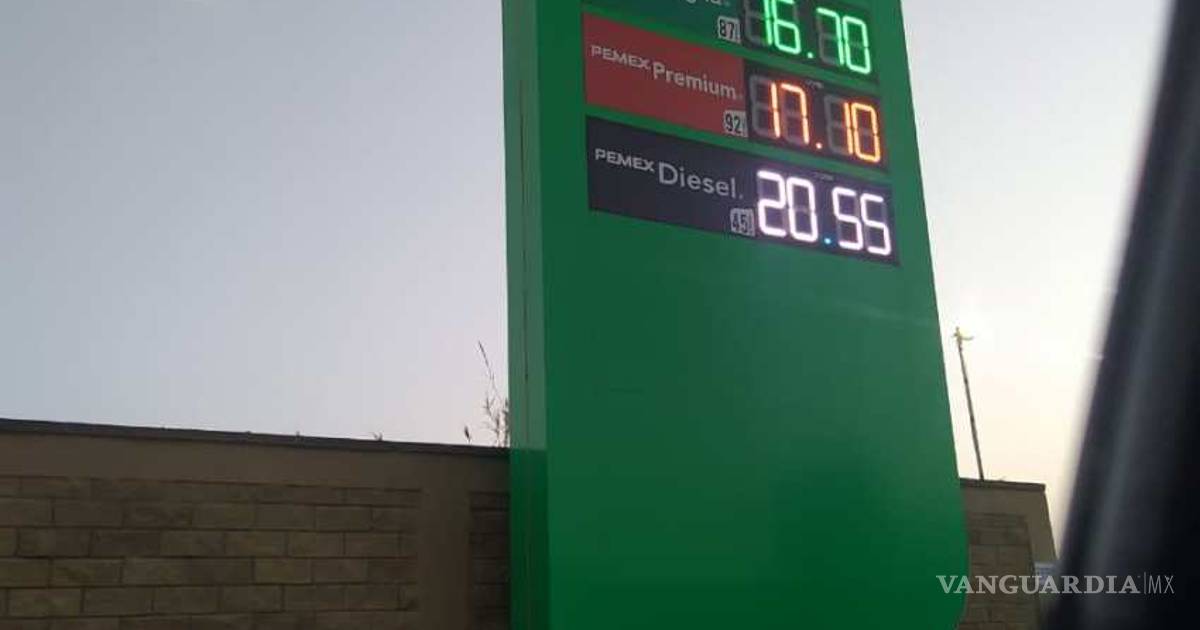 87
16.70
PEMEX Premium
92
17.10
PEMEX Diesel.
45
20.55
VANGUARDIA|MX